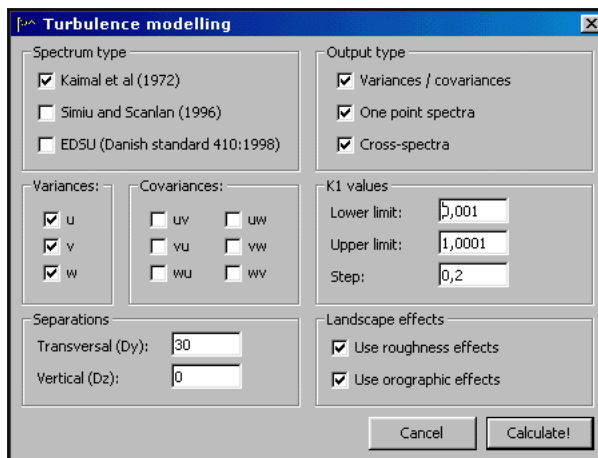 Turbulence modelling
Spectrum type
Kaimal et al (1972)
Simiu and Scanlan (1996)
EDSU (Danish standard 410:1998)
Output type
Variances / covariances
One point spectra
Cross-spectra
Variances:
u
v
w
Covariances:
uv uw
vu vw
wu wv
K1 values
Lower limit: 0,001
Upper limit: 1,0001
Step: 0,2
Separations
Transversal (Dy): 30
Vertical (Dz): 0
Landscape effects
Use roughness effects
Use orographic effects
Cancel Calculate!